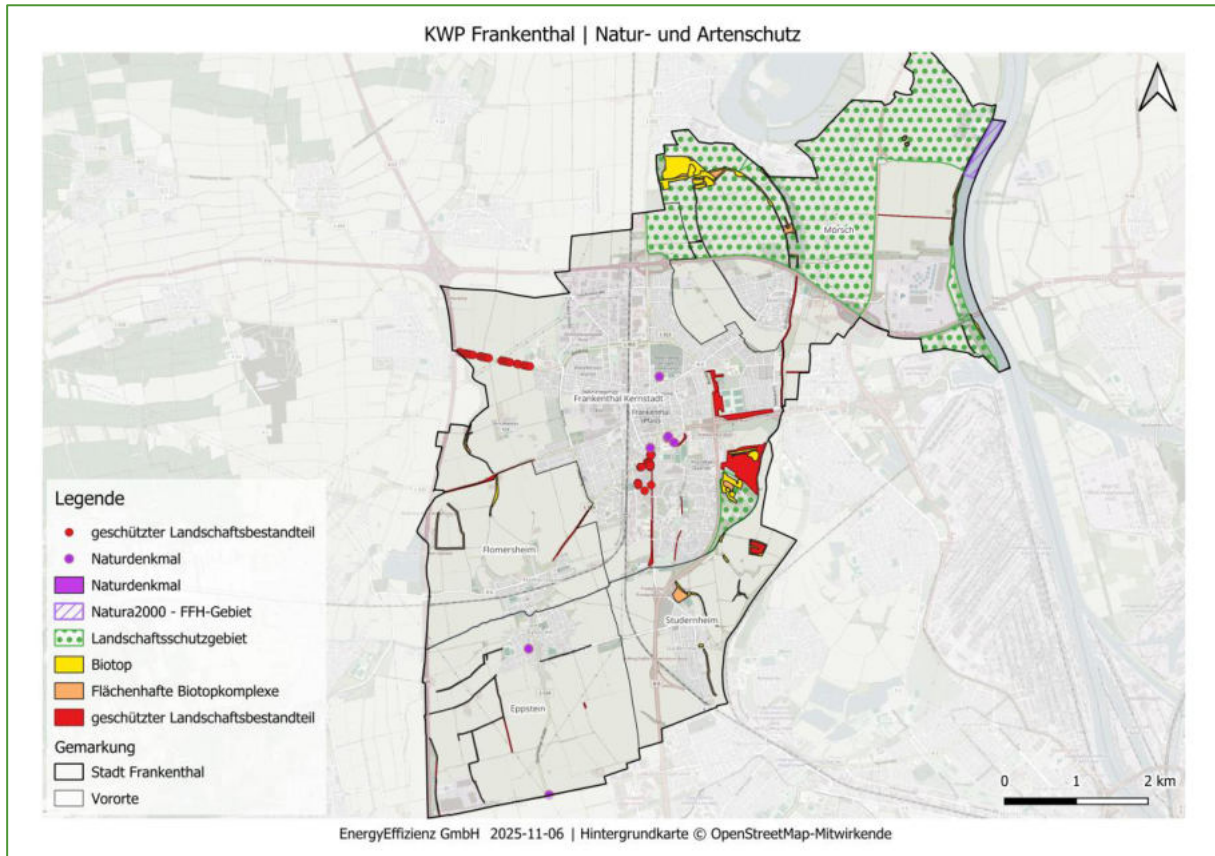 KWP Frankenthal | Natur- und Artenschutz
Mörsch
Frankenthal Kernstadt
Frankenthal
(Pfalz)
Flomersheim
Studernheim
Eppstein
Legende
geschützter Landschaftsbestandteil
Naturdenkmal
Naturdenkmal
Natura2000 - FFH-Gebiet
Landschaftsschutzgebiet
Biotop
Flächenhafte Biotopkomplexe
geschützter Landschaftsbestandteil
Gemarkung
Stadt Frankenthal
Vororte
0 1 2 km
EnergyEffizienz GmbH 2025-11-06 | Hintergrundkarte © OpenStreetMap-Mitwirkende